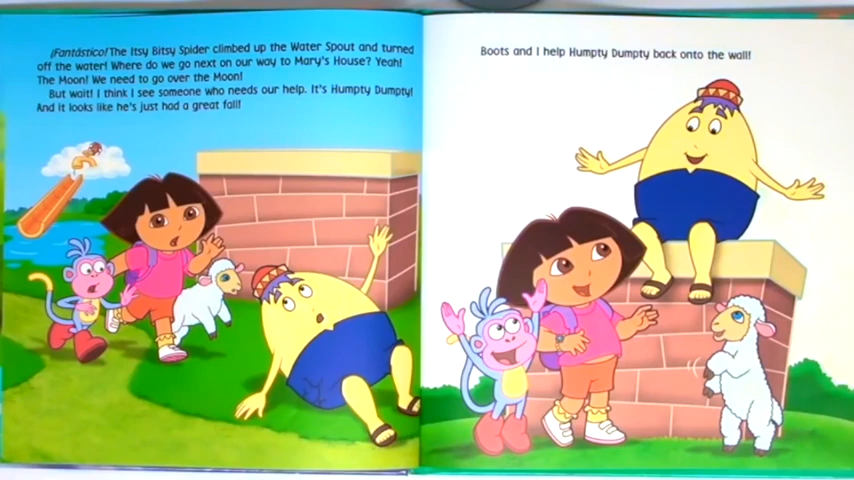 ¡Fantástico! The Itsy Bitsy Spider climbed up the Water Spout and turned
off the water! Where do we go next on our way to Mary's House? Yeah!
The Moon! We need to go over the Moon!
But wait! I think I see someone who needs our help. It's Humpty Dumpty!
And it looks like he's just had a great fall!
Boots and I help Humpty Dumpty back onto the wall!